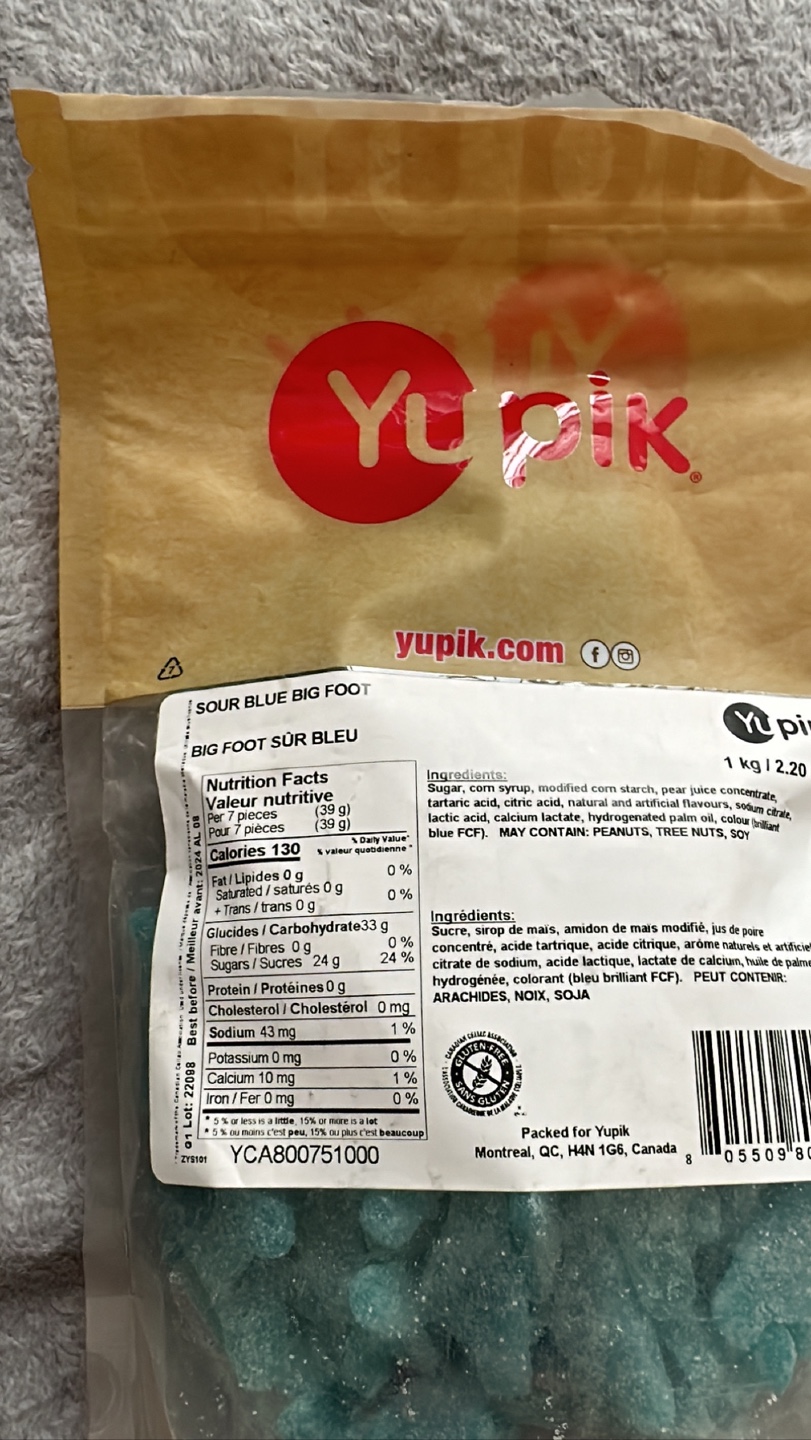 Yupik®
yupik.com
7
SOUR BLUE BIG FOOT
BIG FOOT SÛR BLEU
Yupi
1 kg / 2.20
Nutrition Facts
Valeur nutritive
Per 7 pieces (39 g)
Pour 7 pièces (39 g)
Calories 130
% Daily Value*
% valeur quotidienne*
Fat / Lipides 0 g 0 %
Saturated / saturés 0 g 0 %
+ Trans / trans 0 g
Glucides / Carbohydrate 33 g
Fibre / Fibres 0 g 0 %
Sugars / Sucres 24 g 24 %
Protein / Protéines 0 g
Cholesterol / Cholestérol 0 mg
Sodium 43 mg 1 %
Potassium 0 mg 0 %
Calcium 10 mg 1 %
Iron / Fer 0 mg 0 %
* 5 % or less is a little, 15% or more is a lot
* 5 % ou moins c'est peu, 15% ou plus c'est beaucoup
YCA800751000
ZYS101
01 Lot: 22098 Best before / Meilleur avant: 2024 AL 08
Ingredients:
Sugar, corn syrup, modified corn starch, pear juice concentrate,
tartaric acid, citric acid, natural and artificial flavours, sodium citrate,
lactic acid, calcium lactate, hydrogenated palm oil, colour (brilliant
blue FCF). MAY CONTAIN: PEANUTS, TREE NUTS, SOY
Ingrédients:
Sucre, sirop de maïs, amidon de maïs modifié, jus de poire
concentré, acide tartrique, acide citrique, arôme naturels et artificiel
citrate de sodium, acide lactique, lactate de calcium, huile de palme
hydrogénée, colorant (bleu brilliant FCF). PEUT CONTENIR:
ARACHIDES, NOIX, SOJA
CANADIAN CELIAC ASSOCIATION
GLUTEN-FREE
SANS GLUTEN
Packed for Yupik
Montreal, QC, H4N 1G6, Canada
8 05509 80